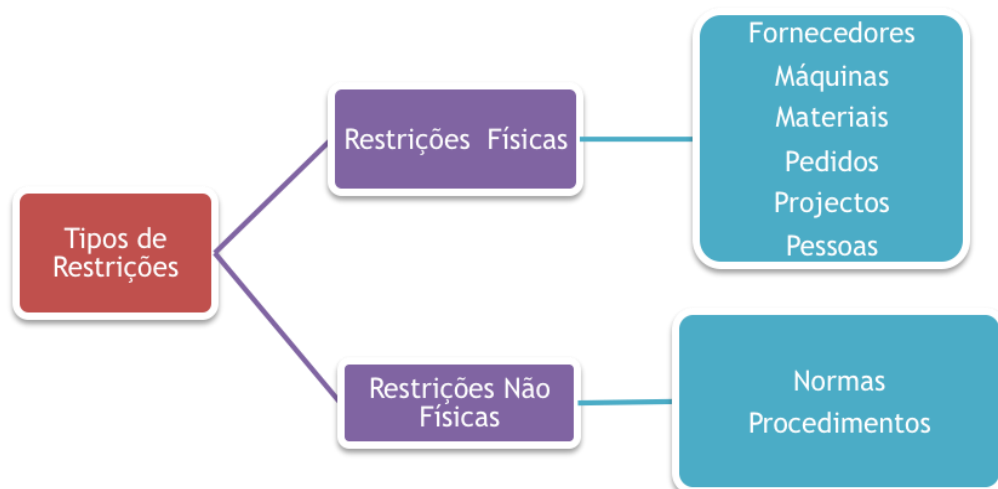 Tipos de
Restrições
Restrições Físicas
Fornecedores
Máquinas
Materiais
Pedidos
Projectos
Pessoas
Restrições Não
Físicas
Normas
Procedimentos